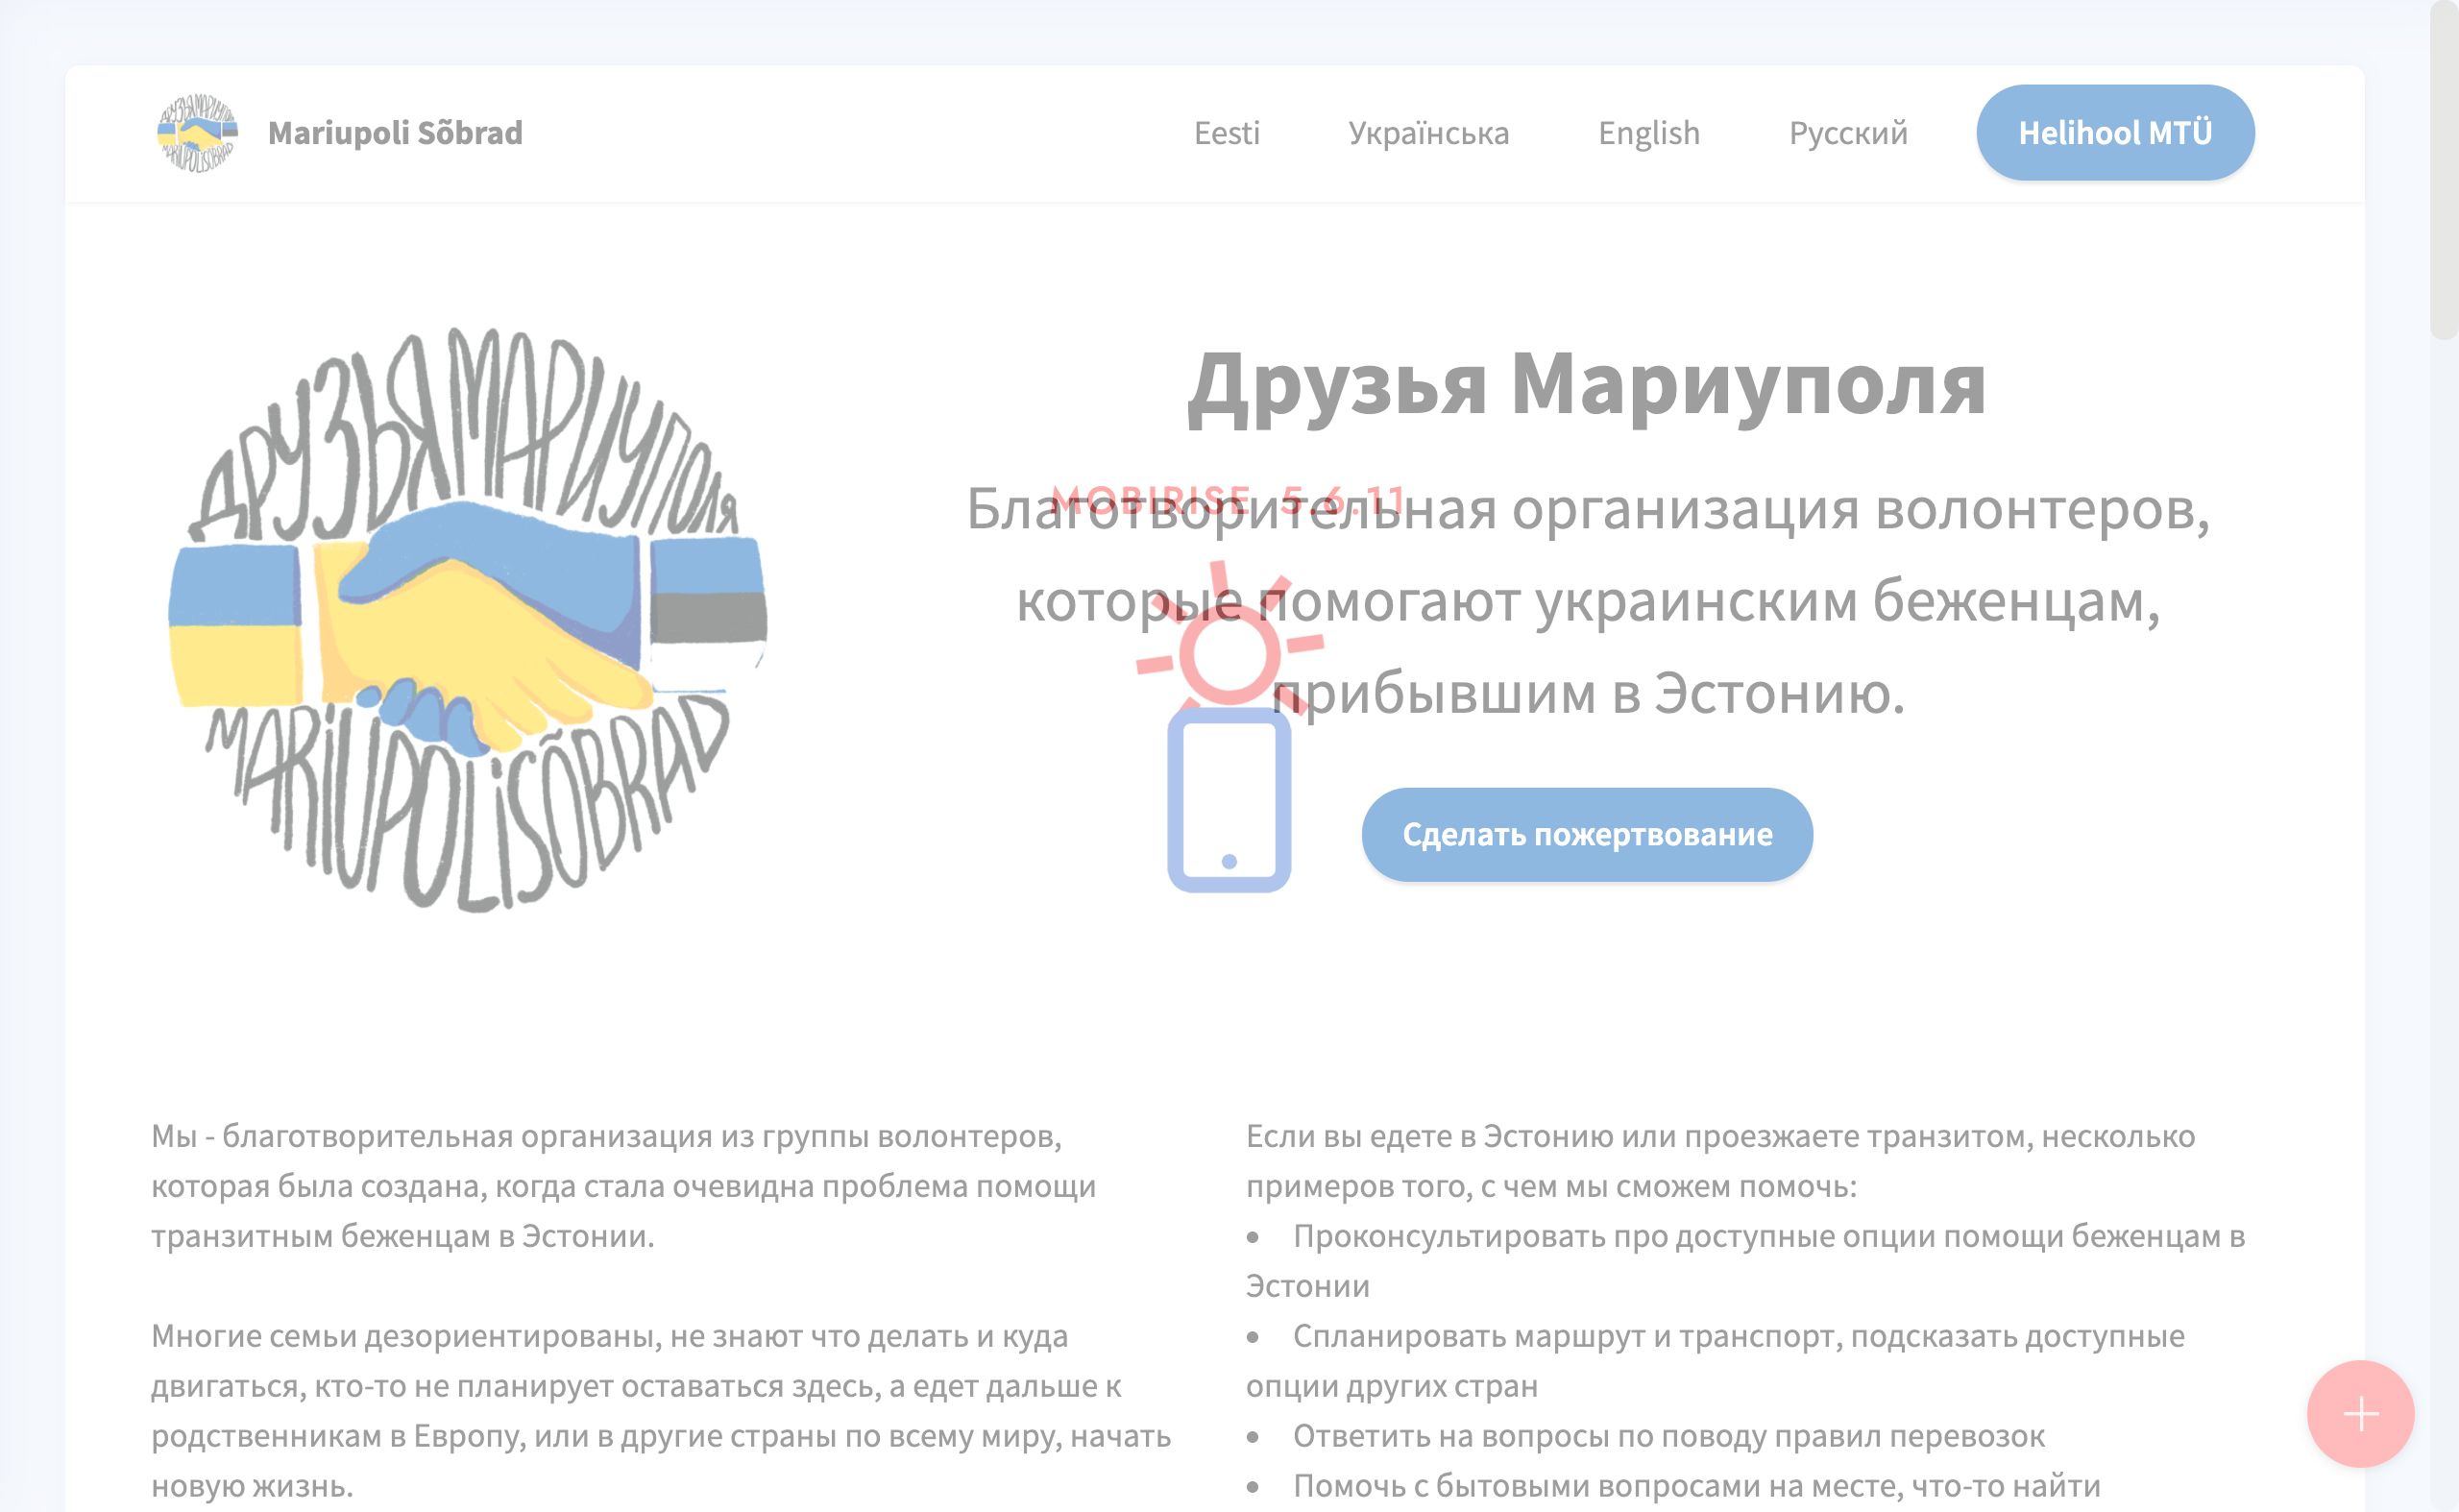 ДРУЗЬЯ МАРИУПОЛЯ
MARIUPOLI SÕBRAD
Mariupoli Sõbrad
Eesti
Українська
English
Русский
Helihool MTÜ
ДРУЗЬЯ МАРИУПОЛЯ
MARIUPOLI SÕBRAD
Друзья Мариуполя
Благотворительная организация волонтеров,
которые помогают украинским беженцам,
прибывшим в Эстонию.
MOBIRISE 5.6.11
Сделать пожертвование
Мы - благотворительная организация из группы волонтеров,
которая была создана, когда стала очевидна проблема помощи
транзитным беженцам в Эстонии.
Многие семьи дезориентированы, не знают что делать и куда
двигаться, кто-то не планирует оставаться здесь, а едет дальше к
родственникам в Европу, или в другие страны по всему миру, начать
новую жизнь.
Если вы едете в Эстонию или проезжаете транзитом, несколько
примеров того, с чем мы сможем помочь:
• Проконсультировать про доступные опции помощи беженцам в
Эстонии
• Спланировать маршрут и транспорт, подсказать доступные
опции других стран
• Ответить на вопросы по поводу правил перевозок
• Помочь с бытовыми вопросами на месте, что-то найти